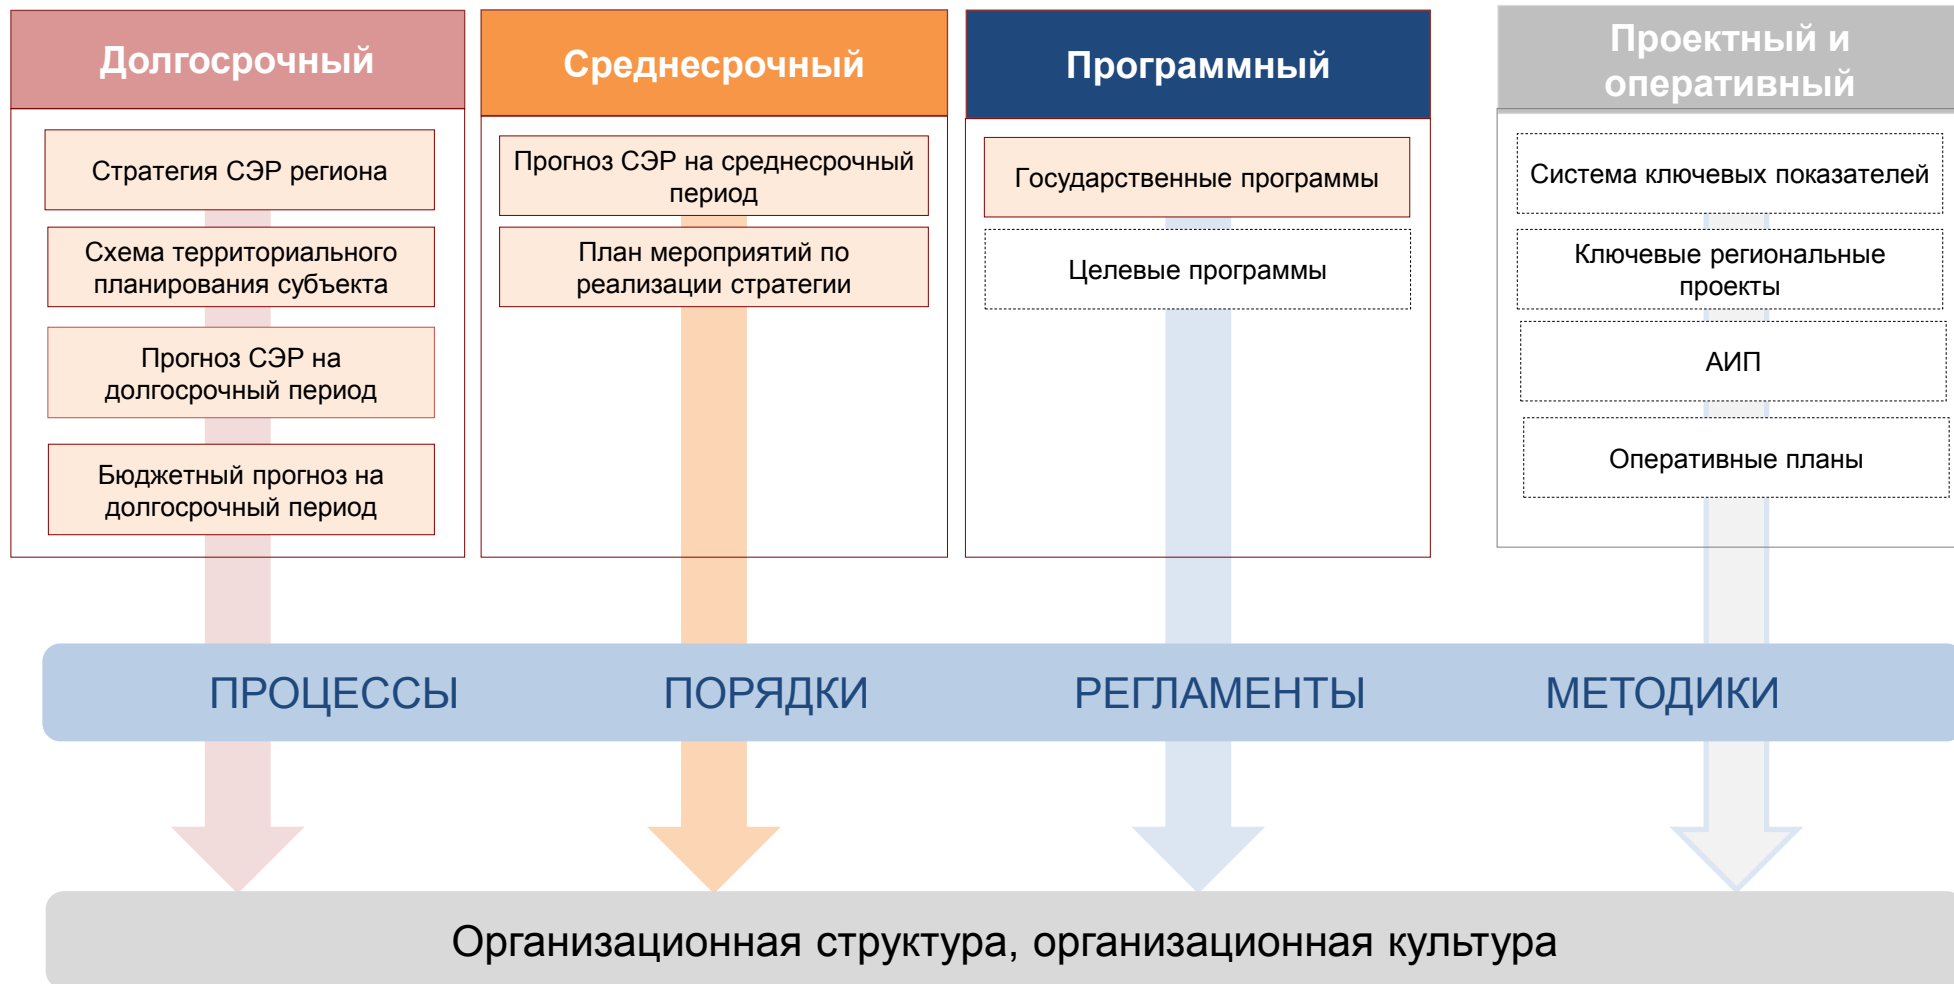 Долгосрочный
Стратегия СЭР региона
Схема территориального
планирования субъекта
Прогноз СЭР на
долгосрочный период
Бюджетный прогноз на
долгосрочный период
Среднесрочный
Прогноз СЭР на среднесрочный
период
План мероприятий по
реализации стратегии
Программный
Государственные программы
Целевые программы
Проектный и
оперативный
Система ключевых показателей
Ключевые региональные
проекты
АИП
Оперативные планы
ПРОЦЕССЫ ПОРЯДКИ РЕГЛАМЕНТЫ МЕТОДИКИ
Организационная структура, организационная культура